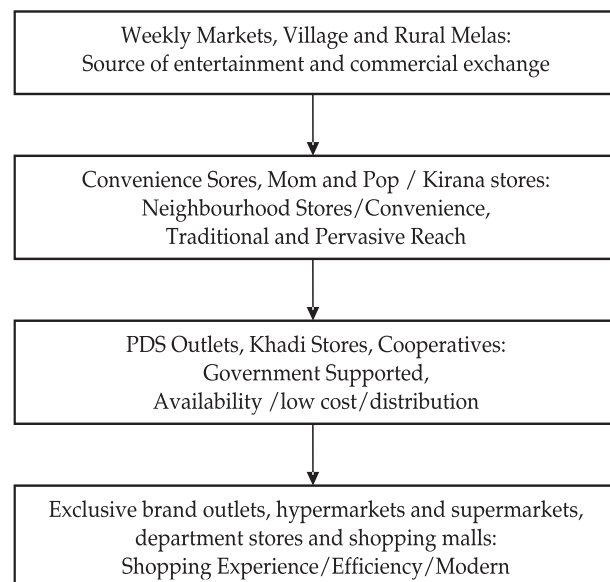 Weekly Markets, Village and Rural Melas:
Source of entertainment and commercial exchange
Convenience Sores, Mom and Pop / Kirana stores:
Neighbourhood Stores/Convenience,
Traditional and Pervasive Reach
PDS Outlets, Khadi Stores, Cooperatives:
Government Supported,
Availability /low cost/distribution
Exclusive brand outlets, hypermarkets and supermarkets,
department stores and shopping malls:
Shopping Experience/Efficiency/Modern